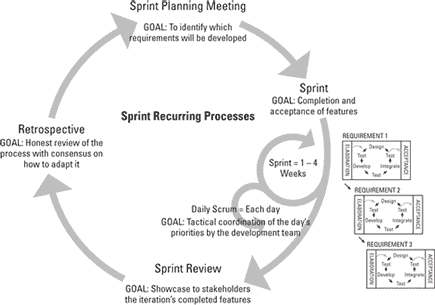 Sprint Planning Meeting
GOAL: To identify which
requirements will be developed
Sprint
GOAL: Completion and
acceptance of features
Sprint Recurring Processes
Retrospective
GOAL: Honest review of the
process with consensus on
how to adapt it
Sprint = 1 – 4
Weeks
Daily Scrum = Each day
GOAL: Tactical coordination of the day's
priorities by the development team
Sprint Review
GOAL: Showcase to stakeholders
the iteration's completed features
REQUIREMENT 1
ELABORATION
Design
Test
Test
Develop
Integrate
Test
ACCEPTANCE
REQUIREMENT 2
ELABORATION
Design
Test
Test
Develop
Integrate
Test
ACCEPTANCE
REQUIREMENT 3
ELABORATION
Design
Test
Test
Develop
Integrate
Test
ACCEPTANCE